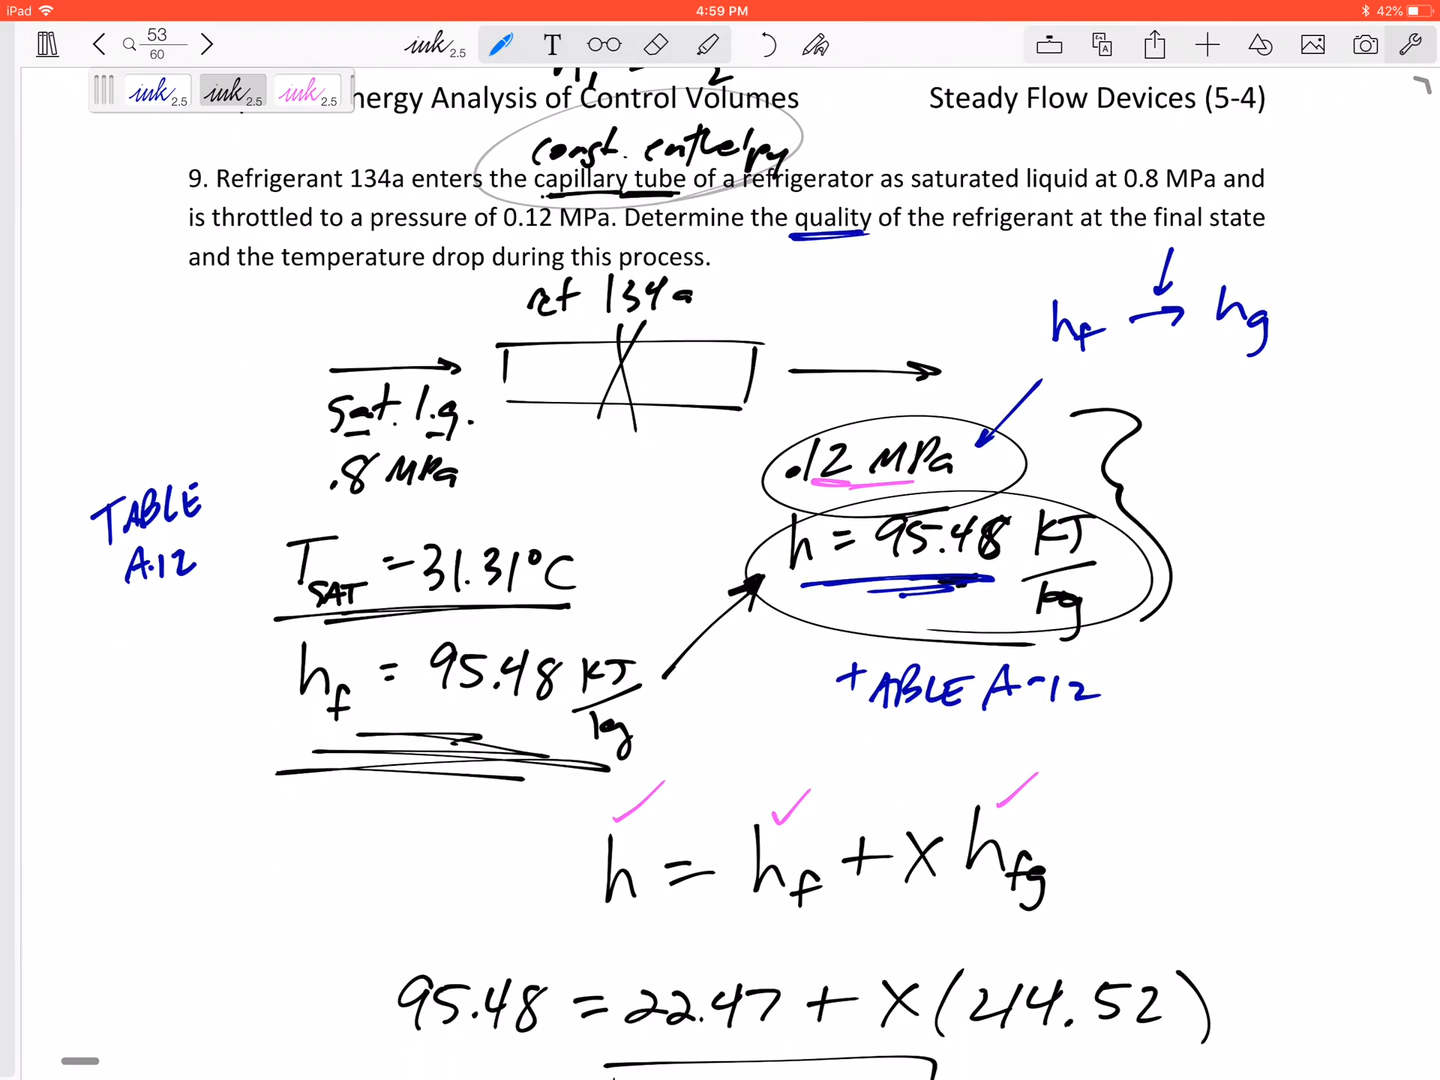 iPad 4:59 PM 42%
53
60
ink 2.5 T
ink 2.5 ink 2.5 ink 2.5
nergy Analysis of Control Volumes Steady Flow Devices (5-4)
const. enthalpy
9. Refrigerant 134a enters the capillary tube of a refrigerator as saturated liquid at 0.8 MPa and
is throttled to a pressure of 0.12 MPa. Determine the quality of the refrigerant at the final state
and the temperature drop during this process.
ref 134a
hf → hg
sat. liq.
.8 MPa
.12 MPa
TABLE
A-12
TSAT = 31.31°C
h = 95.48 KJ/kg
hf = 95.48 KJ/kg
TABLE A-12
h = hf + x hfg
95.48 = 22.47 + x(214.52)